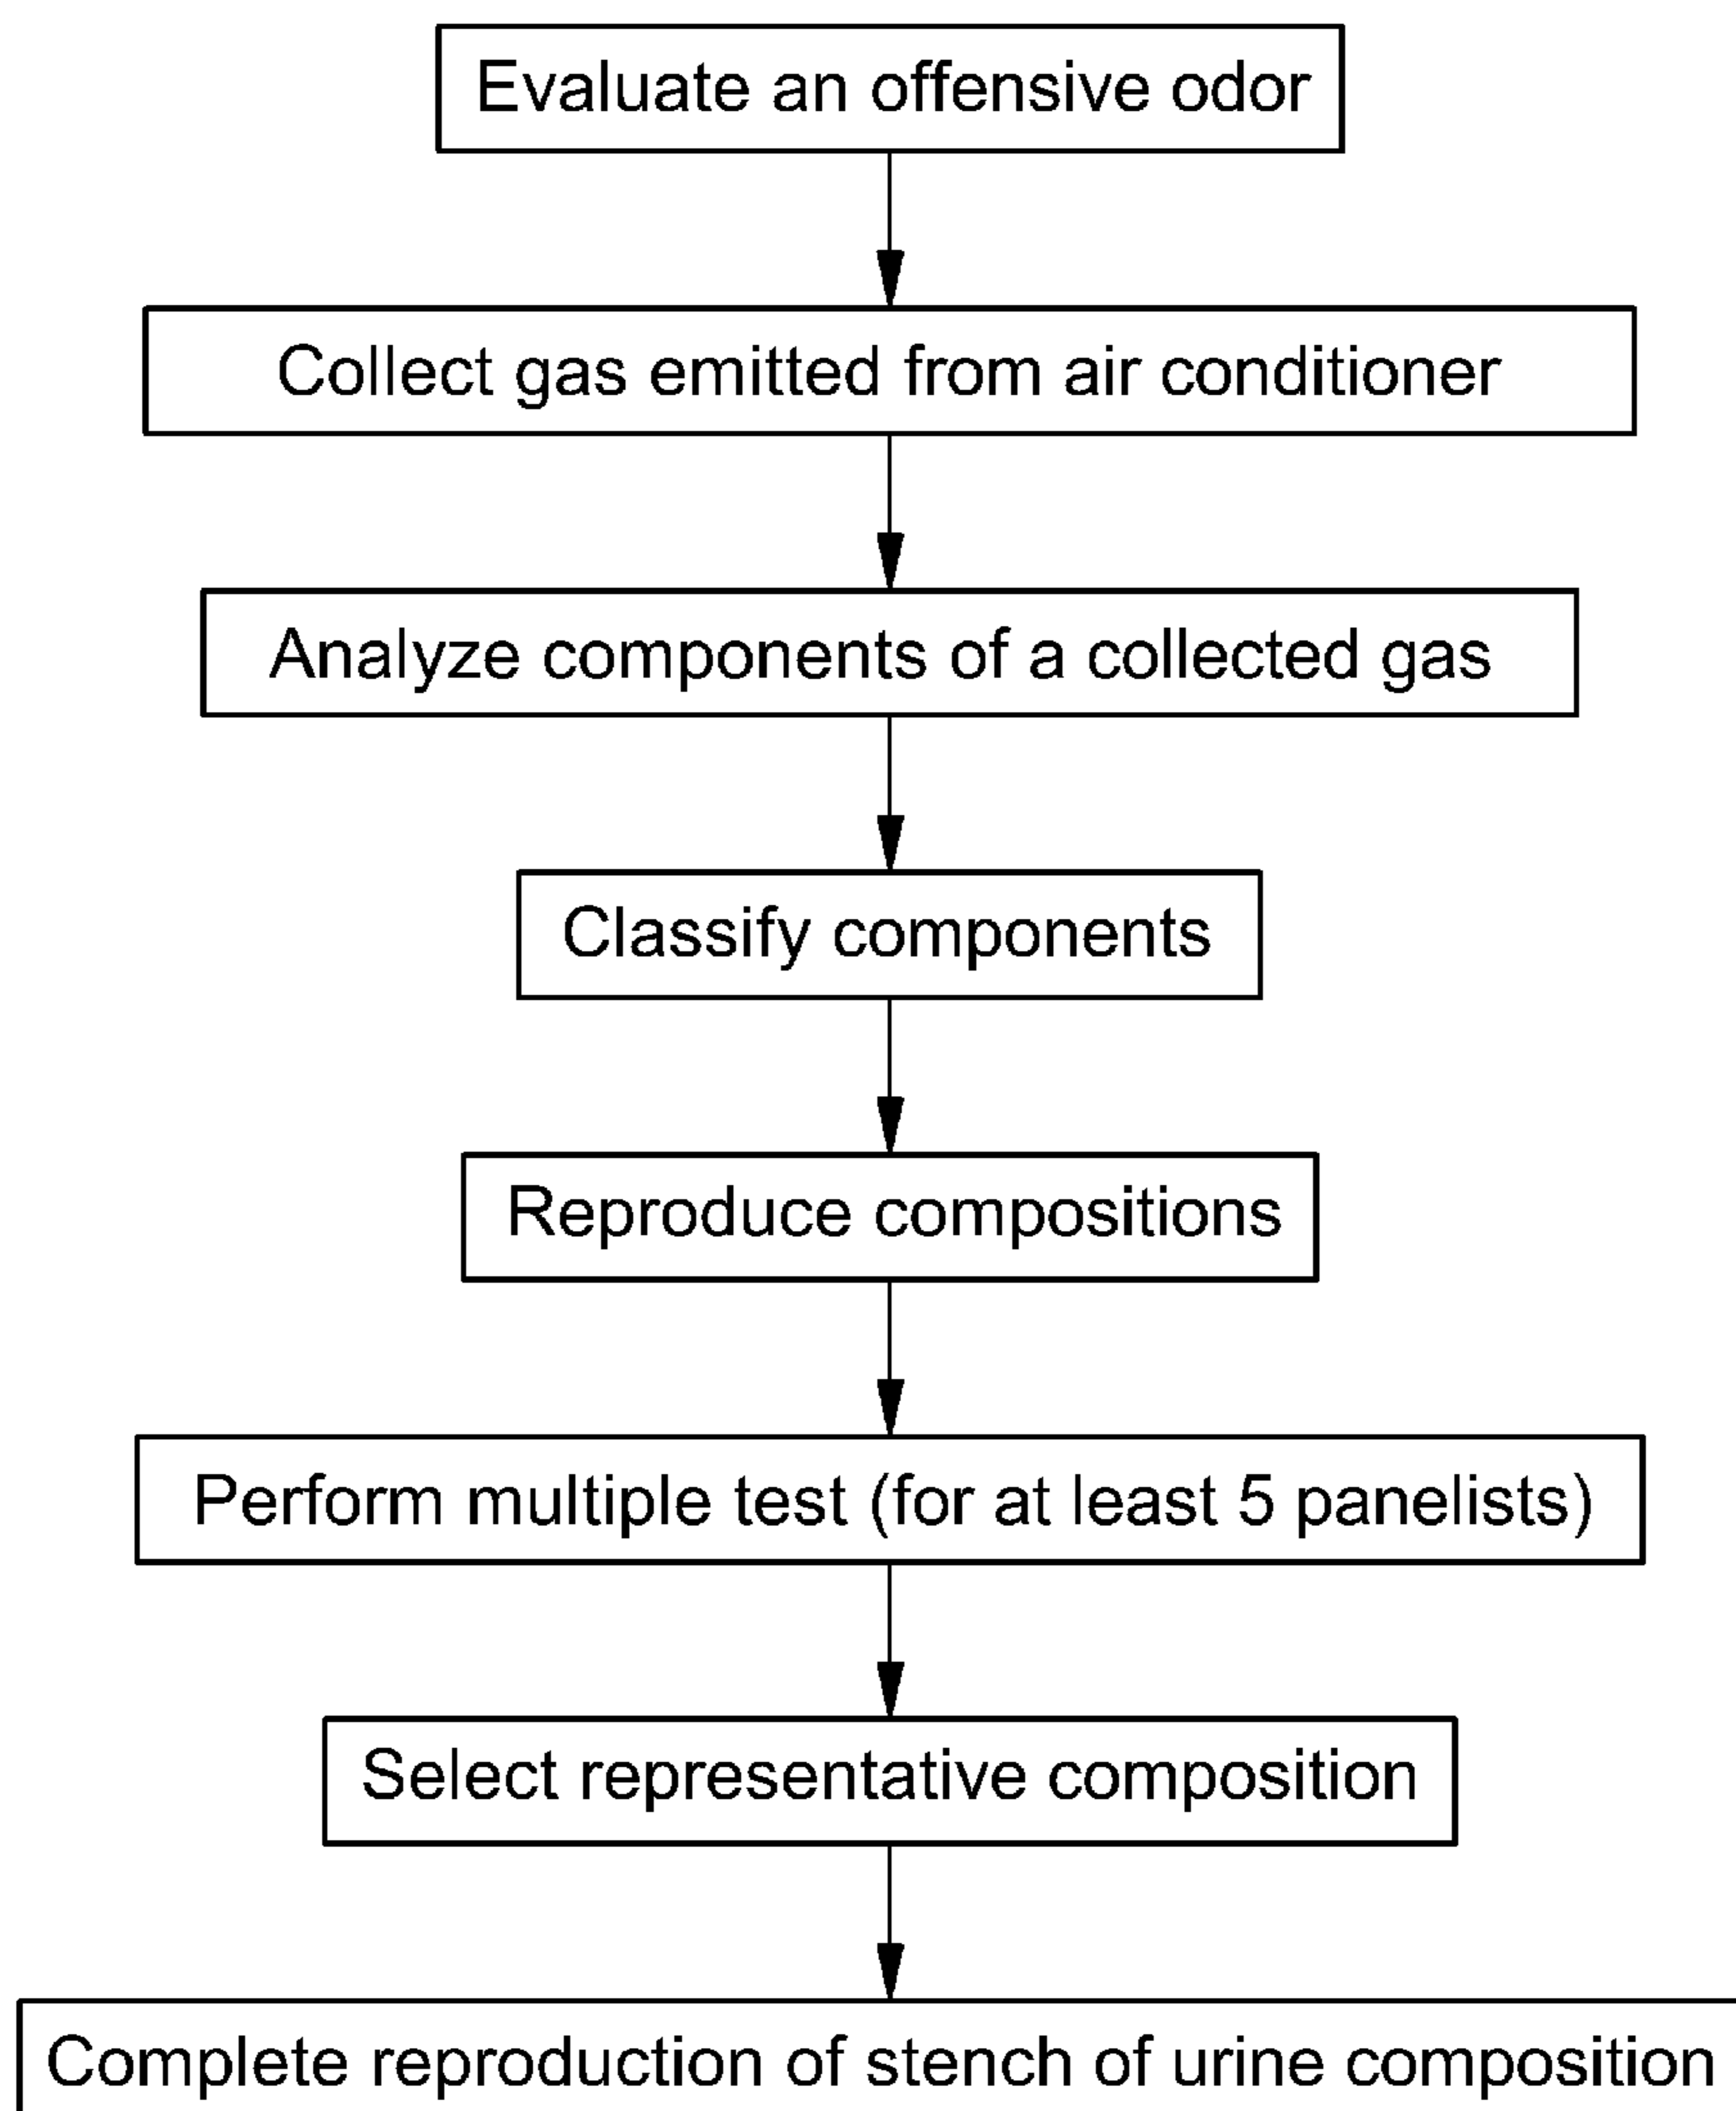 Evaluate an offensive odor
Collect gas emitted from air conditioner
Analyze components of a collected gas
Classify components
Reproduce compositions
Perform multiple test (for at least 5 panelists)
Select representative composition
Complete reproduction of stench of urine composition